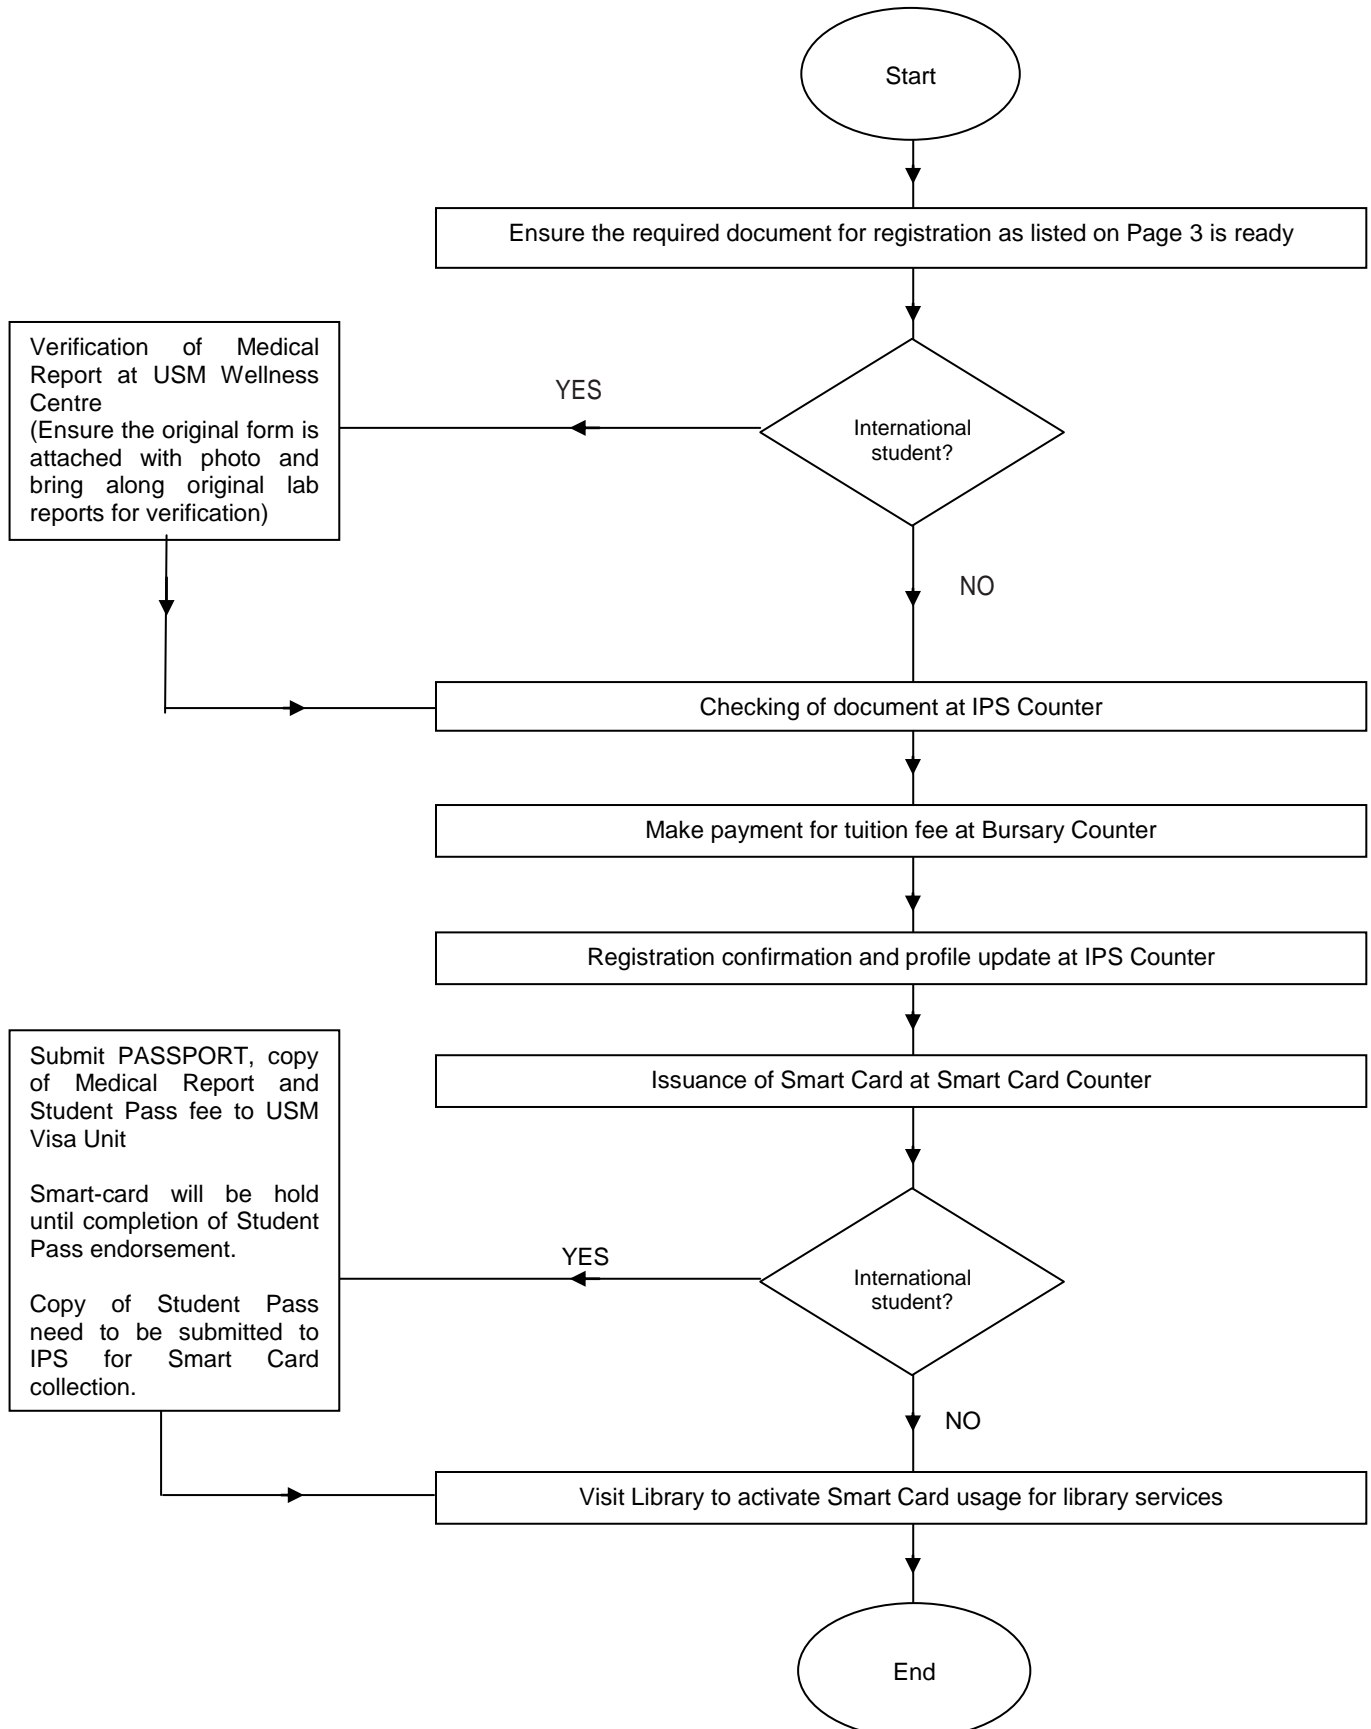 Start
Ensure the required document for registration as listed on Page 3 is ready
Verification of Medical
Report at USM Wellness
Centre
(Ensure the original form is
attached with photo and
bring along original lab
reports for verification)
YES
International
student?
NO
Checking of document at IPS Counter
Make payment for tuition fee at Bursary Counter
Registration confirmation and profile update at IPS Counter
Issuance of Smart Card at Smart Card Counter
Submit PASSPORT, copy
of Medical Report and
Student Pass fee to USM
Visa Unit
Smart-card will be hold
until completion of Student
Pass endorsement.
Copy of Student Pass
need to be submitted to
IPS for Smart Card
collection.
YES
International
student?
NO
Visit Library to activate Smart Card usage for library services
End